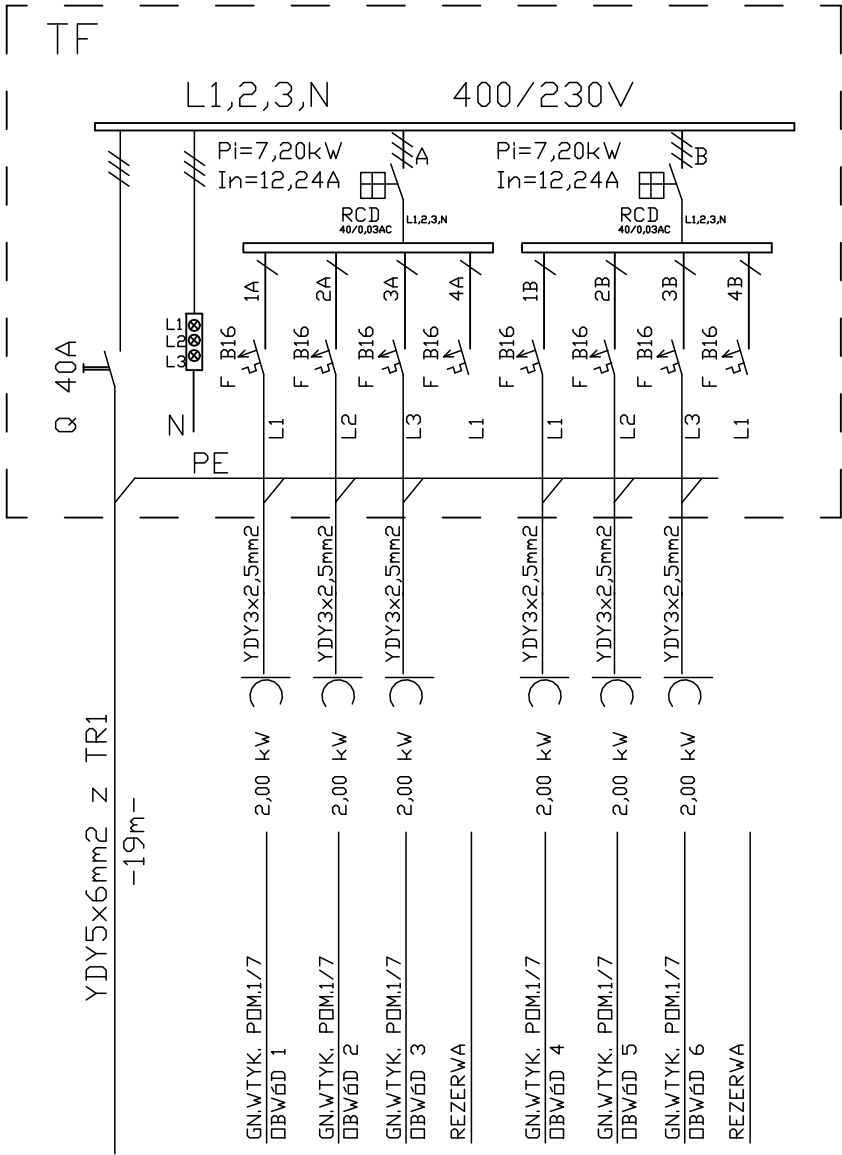 TF
L1,2,3,N 400/230V
Pi=7,20kW
In=12,24A
A
RCD
40/0,03AC
L1,2,3,N
Pi=7,20kW
In=12,24A
B
RCD
40/0,03AC
L1,2,3,N
1A
2A
3A
4A
1B
2B
3B
4B
Q 40A
L1
L2
L3
N
F B16
F B16
F B16
F B16
F B16
F B16
F B16
F B16
L1
L2
L3
L1
L1
L2
L3
L1
PE
YDY3x2,5mm2
YDY3x2,5mm2
YDY3x2,5mm2
YDY3x2,5mm2
YDY3x2,5mm2
YDY3x2,5mm2
YDY5x6mm2 z TR1
-19m-
2,00 kW
2,00 kW
2,00 kW
2,00 kW
2,00 kW
2,00 kW
GN.WTYK. POM.1/7
OBWóD 1
GN.WTYK. POM.1/7
OBWóD 2
GN.WTYK. POM.1/7
OBWóD 3
REZERWA
GN.WTYK. POM.1/7
OBWóD 4
GN.WTYK. POM.1/7
OBWóD 5
GN.WTYK. POM.1/7
OBWóD 6
REZERWA